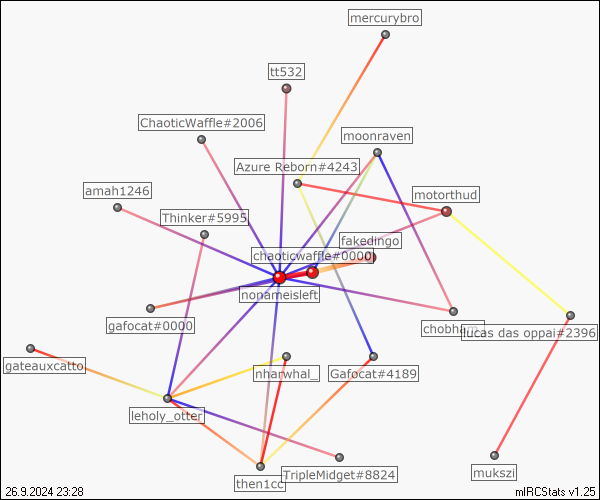 mercurybro
tt532
ChaoticWaffle#2006
moonraven
Azure Reborn#4243
amah1246
motorthud
Thinker#5995
fakedingo
chaoticwaffle#0000
nonameisleft
gafocat#0000
lucas das oppai#2396
gateauxcatto
nharwhal_
Gafocat#4189
leholy_otter
TripleMidget#8824
mukszi
then1cc
26.9.2024 23:28
mIRCStats v1.25